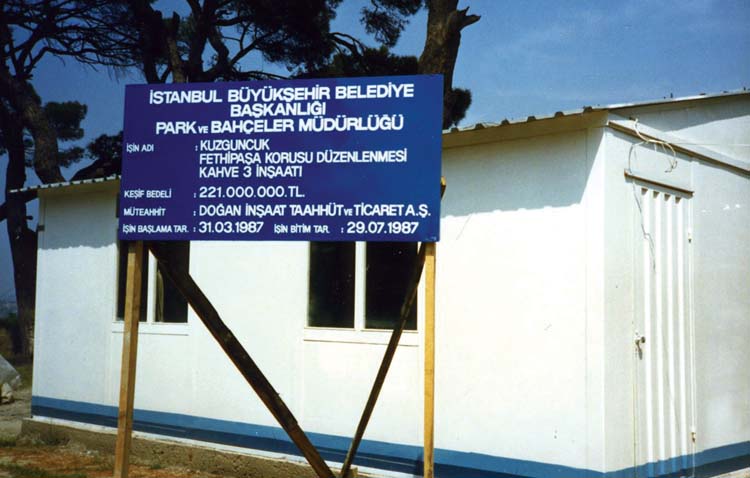 İSTANBUL BÜYÜKŞEHİR BELEDİYE
BAŞKANLIĞI
PARK ve BAHÇELER MÜDÜRLÜĞÜ
İŞİN ADI : KUZGUNCUK
FETHİPAŞA KORUSU DÜZENLENMESİ
KAHVE 3 İNŞAATI
KEŞİF BEDELİ : 221.000.000.TL.
MÜTEAHHİT : DOĞAN İNŞAAT TAAHHÜT ve TİCARET A.Ş.
İŞİN BAŞLAMA TAR. : 31.03.1987 İŞİN BİTİM TAR. : 29.07.1987